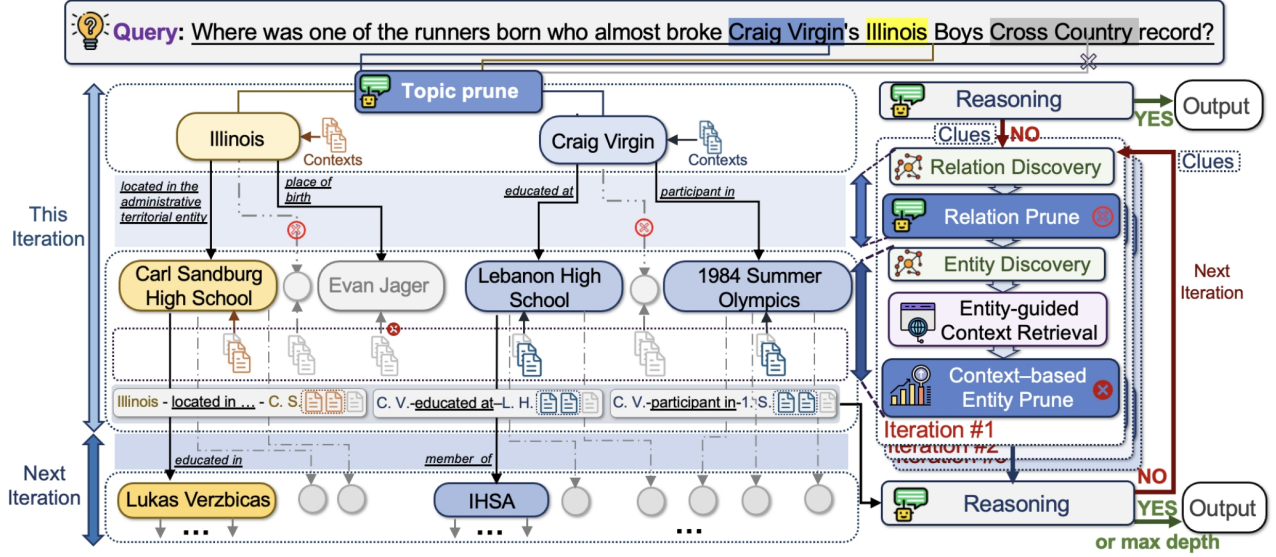 Query: Where was one of the runners born who almost broke Craig Virgin's Illinois Boys Cross Country record?
Topic prune
Illinois
Contexts
Craig Virgin
Contexts
located in the
administrative
territorial entity
place of
birth
educated at
participant in
This
Iteration
Carl Sandburg
High School
Evan Jager
Lebanon High
School
1984 Summer
Olympics
Illinois - located in ... - C. S.
C. V.-educated at–L. H.
C. V.-participant in-1. S.
Next
Iteration
educated in
member of
Lukas Verzbicas
IHSA
...
...
...
Reasoning
YES
Output
Clues
NO
Clues
Relation Discovery
Relation Prune
Entity Discovery
Entity-guided
Context Retrieval
Context–based
Entity Prune
Next
Iteration
Iteration #1
Iteration #2
NO
Reasoning
YES
Output
or max depth